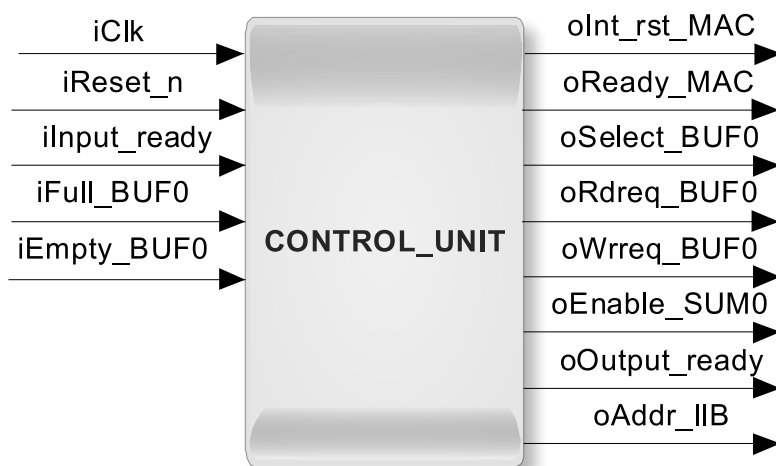 iClk
iReset_n
iInput_ready
iFull_BUF0
iEmpty_BUF0
CONTROL_UNIT
oInt_rst_MAC
oReady_MAC
oSelect_BUF0
oRdreq_BUF0
oWrreq_BUF0
oEnable_SUM0
oOutput_ready
oAddr_IIB